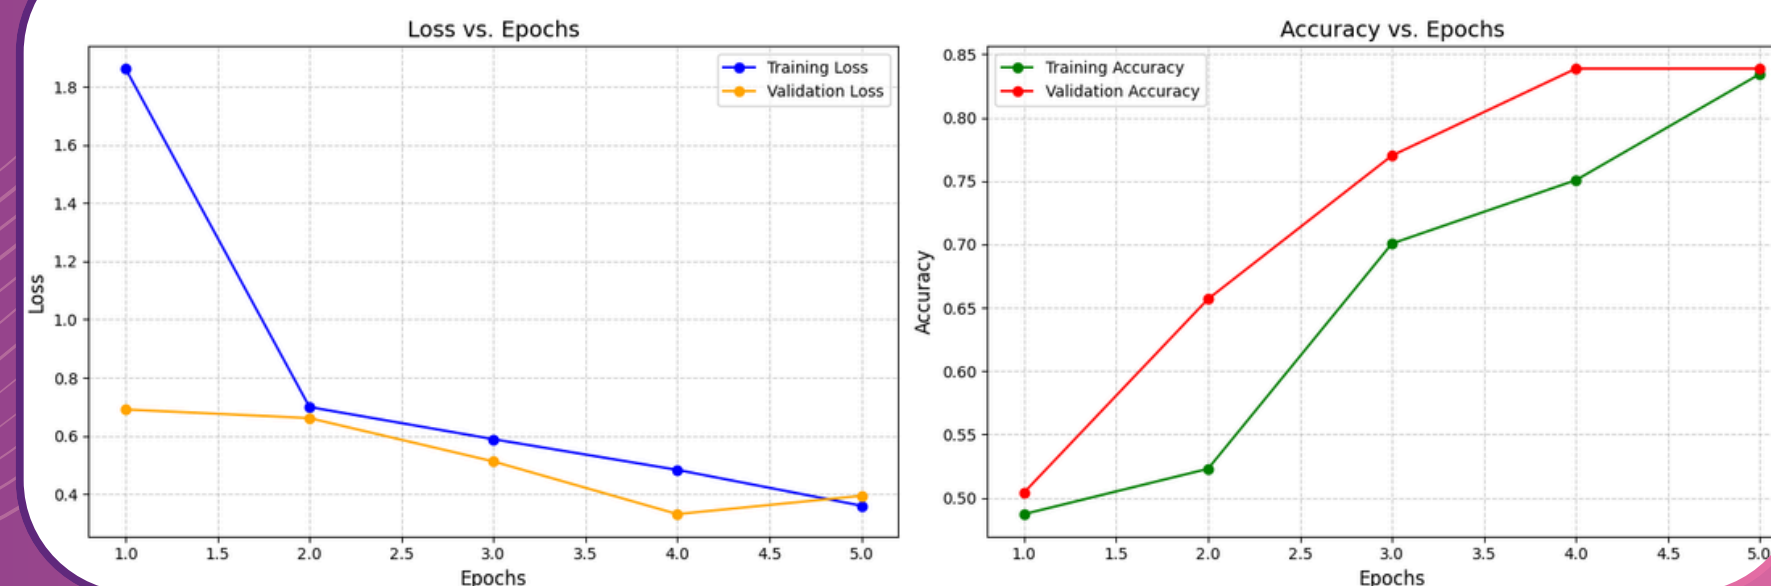 Loss vs. Epochs
Training Loss
Validation Loss
1.8
1.6
1.4
1.2
1.0
0.8
0.6
0.4
Loss
1.0 1.5 2.0 2.5 3.0 3.5 4.0 4.5 5.0
Epochs
Accuracy vs. Epochs
Training Accuracy
Validation Accuracy
0.85
0.80
0.75
0.70
0.65
0.60
0.55
0.50
Accuracy
1.0 1.5 2.0 2.5 3.0 3.5 4.0 4.5 5.0
Epochs